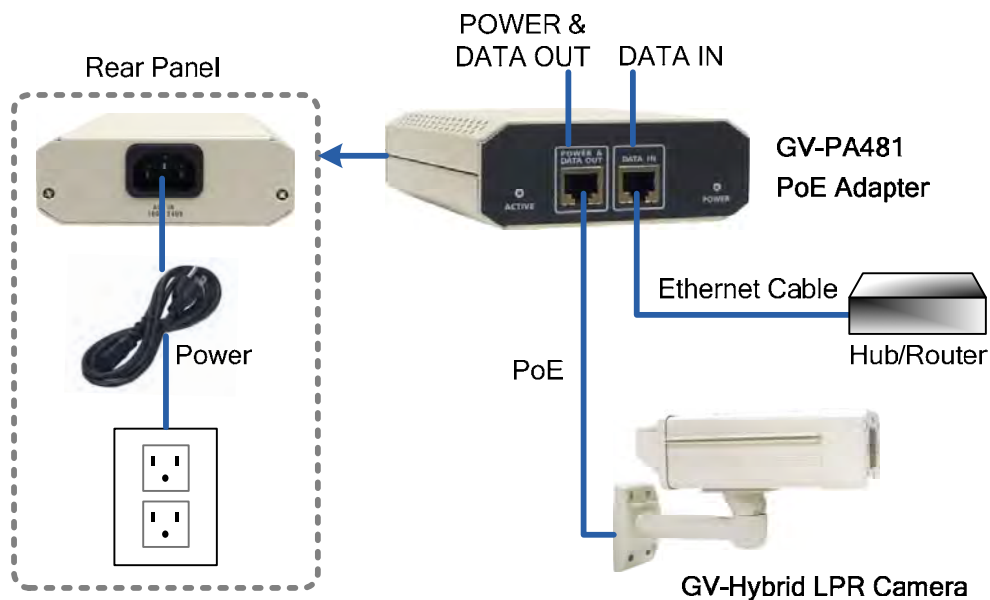 POWER &
DATA OUT
DATA IN
Rear Panel
POWER &
DATA OUT
DATA IN
ACTIVE
POWER
GV-PA481
PoE Adapter
Ethernet Cable
Hub/Router
Power
PoE
GV-Hybrid LPR Camera